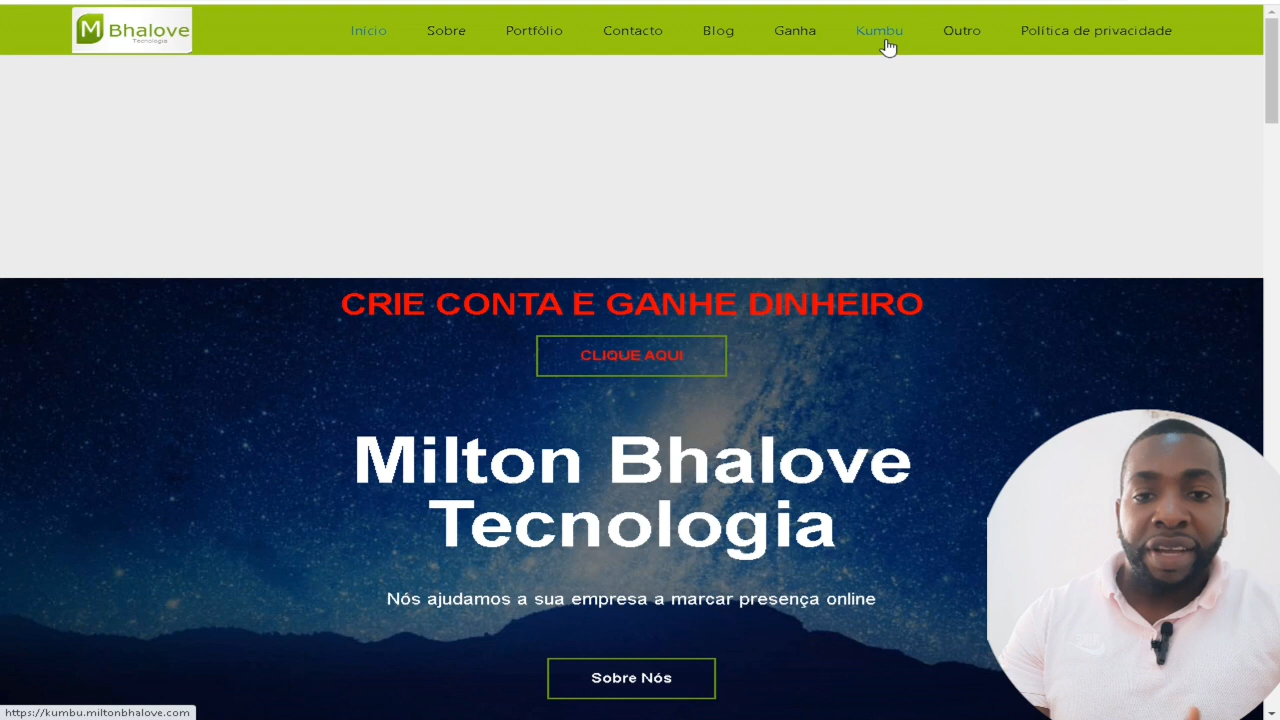 M Bhalove
Tecnologia
Início Sobre Portfólio Contacto Blog Ganha Kumbu Outro Política de privacidade
CRIE CONTA E GANHE DINHEIRO
CLIQUE AQUI
Milton Bhalove
Tecnologia
Nós ajudamos a sua empresa a marcar presença online
Sobre Nós
https://kumbu.miltonbhalove.com